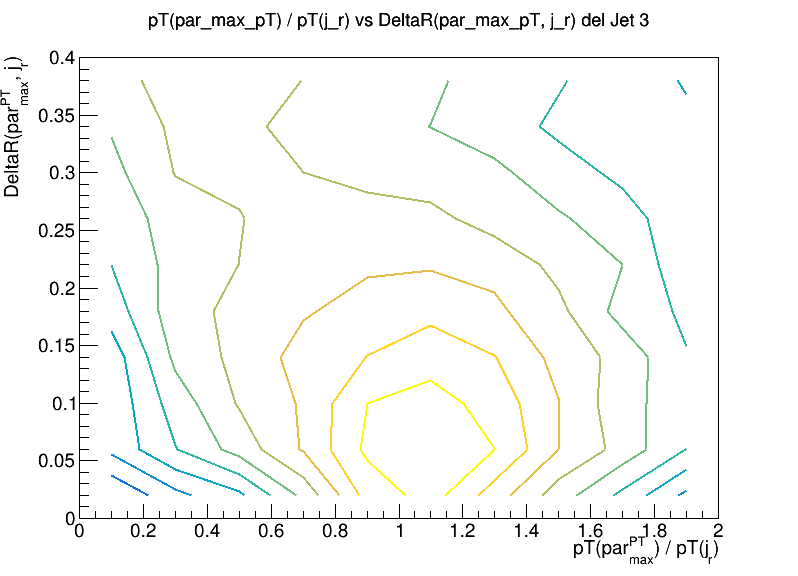 pT(par_max_pT) / pT(j_r) vs DeltaR(par_max_pT, j_r) del Jet 3
DeltaR(par^PT_max, j_r)
0.4
0.35
0.3
0.25
0.2
0.15
0.1
0.05
0
0 0.2 0.4 0.6 0.8 1 1.2 1.4 1.6 1.8 2
pT(par^PT_max) / pT(j_r)